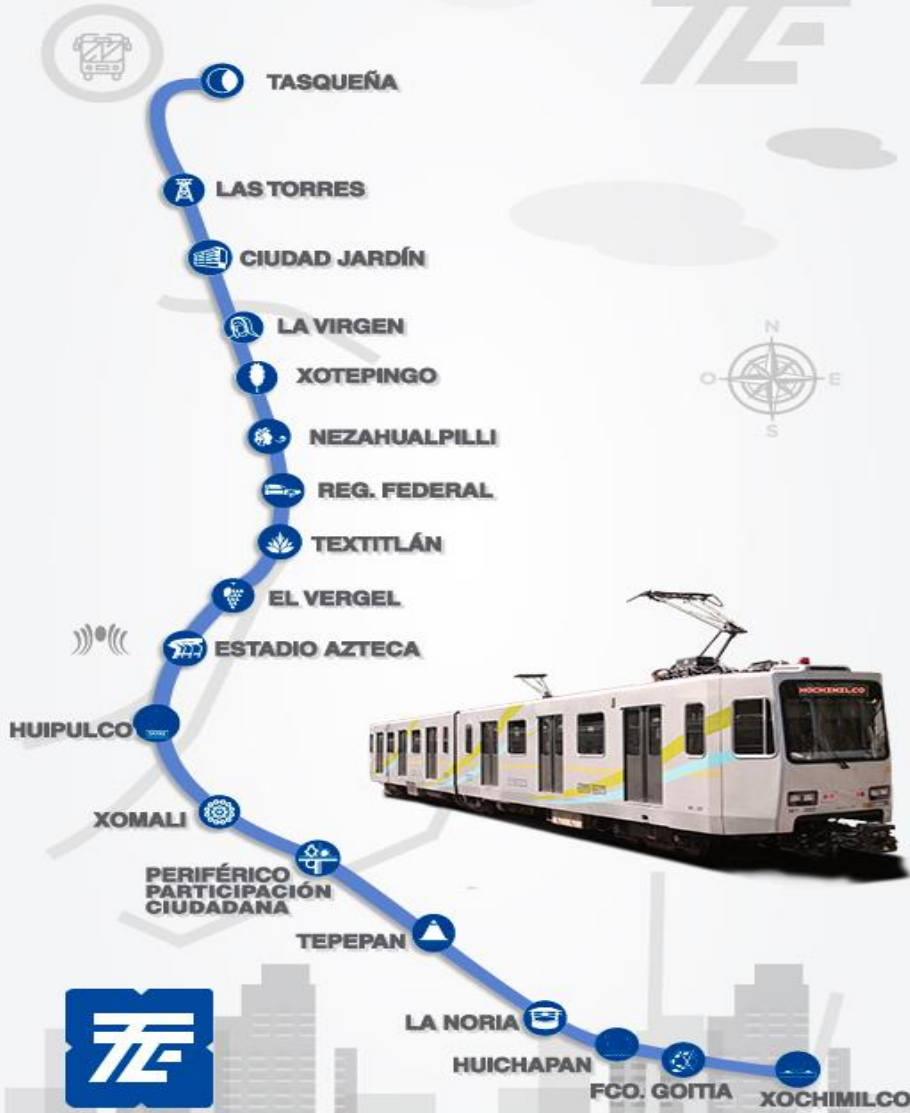 TASQUEÑA
LAS TORRES
CIUDAD JARDÍN
LA VIRGEN
XOTEPINGO
N
O
E
S
NEZAHUALPILLI
REG. FEDERAL
TEXTITLÁN
EL VERGEL
ESTADIO AZTECA
HUIPULCO
XOCHIMILCO
XOMALI
PERIFÉRICO
PARTICIPACIÓN
CIUDADANA
TEPEPAN
LA NORIA
HUICHAPAN
FCO. GOITIA
XOCHIMILCO